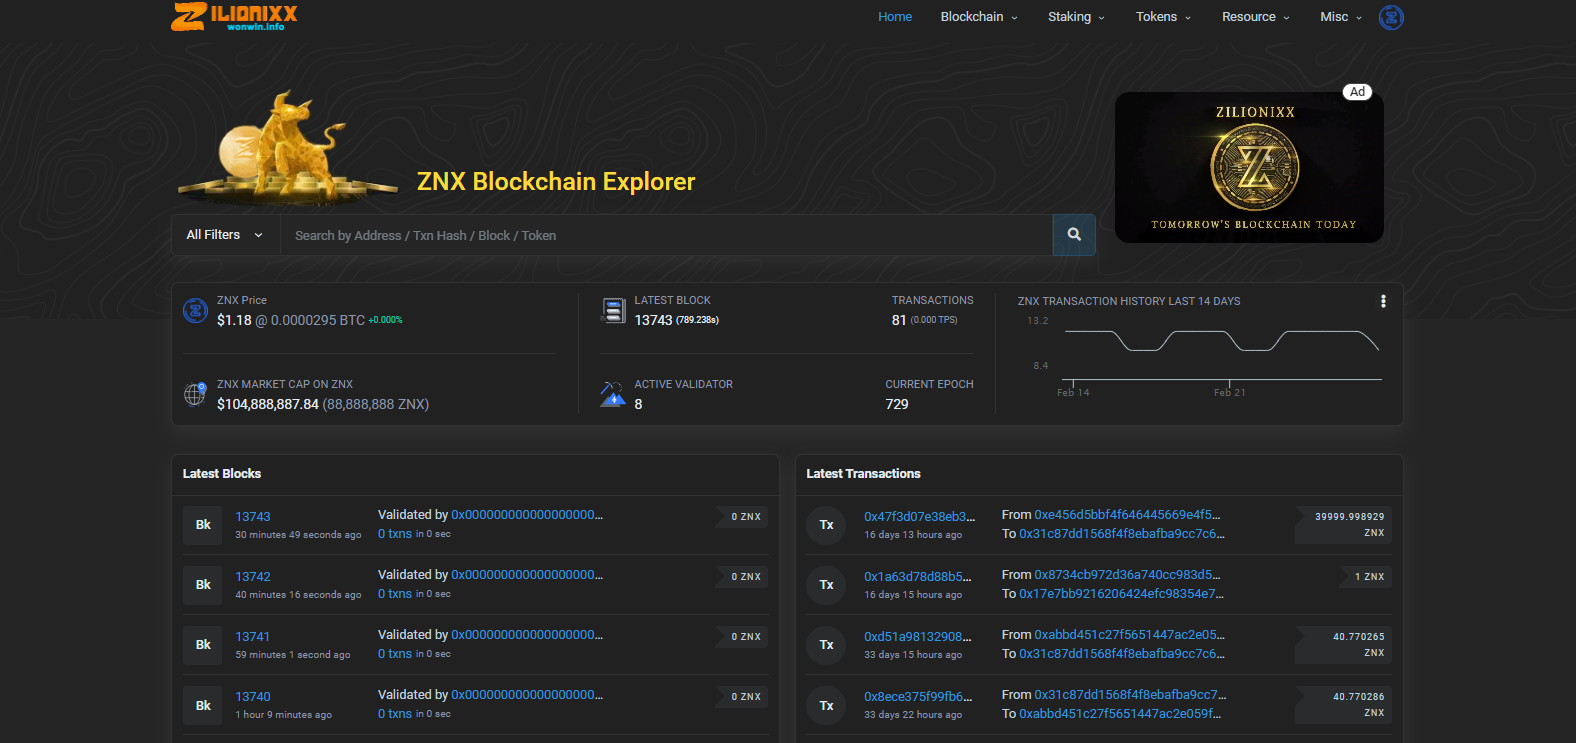 ZILIONIXX
wonwin.info
Home Blockchain Staking Tokens Resource Misc
Ad
ZILIONIXX
TOMORROW'S BLOCKCHAIN TODAY
ZNX Blockchain Explorer
All Filters Search by Address / Txn Hash / Block / Token
ZNX Price
$1.18 @ 0.0000295 BTC +0.000%
ZNX MARKET CAP ON ZNX
$104,888,887.84 (88,888,888 ZNX)
LATEST BLOCK
13743 (789.238s)
TRANSACTIONS
81 (0.000 TPS)
ACTIVE VALIDATOR
8
CURRENT EPOCH
729
ZNX TRANSACTION HISTORY LAST 14 DAYS
13.2
8.4
Feb 14 Feb 21
Latest Blocks
Bk
13743
30 minutes 49 seconds ago
Validated by 0x000000000000000000...
0 txns in 0 sec
0 ZNX
Bk
13742
40 minutes 16 seconds ago
Validated by 0x000000000000000000...
0 txns in 0 sec
0 ZNX
Bk
13741
59 minutes 1 second ago
Validated by 0x000000000000000000...
0 txns in 0 sec
0 ZNX
Bk
13740
1 hour 9 minutes ago
Validated by 0x000000000000000000...
0 txns in 0 sec
0 ZNX
Latest Transactions
Tx
0x47f3d07e38eb3...
16 days 13 hours ago
From 0xe456d5bbf4f646445669e4f5...
To 0x31c87dd1568f4f8ebafba9cc7c6...
39999.998929
ZNX
Tx
0x1a63d78d88b5...
16 days 15 hours ago
From 0x8734cb972d36a740cc983d5...
To 0x17e7bb9216206424efc98354e7...
1 ZNX
Tx
0xd51a98132908...
33 days 15 hours ago
From 0xabbd451c27f5651447ac2e05...
To 0x31c87dd1568f4f8ebafba9cc7c6...
40.770265
ZNX
Tx
0x8ece375f99fb6...
33 days 22 hours ago
From 0x31c87dd1568f4f8ebafba9cc7...
To 0xabbd451c27f5651447ac2e059f...
40.770286
ZNX